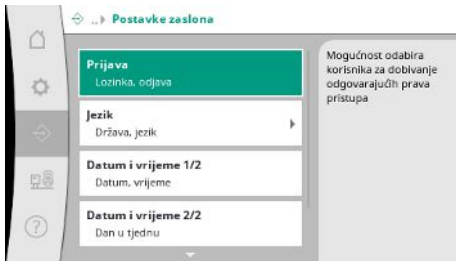 ..▸ Postavke zaslona
Prijava
Lozinka, odjava
Jezik
Država, jezik
Datum i vrijeme 1/2
Datum, vrijeme
Datum i vrijeme 2/2
Dan u tjednu
Mogućnost odabira
korisnika za dobivanje
odgovarajućih prava
pristupa
?